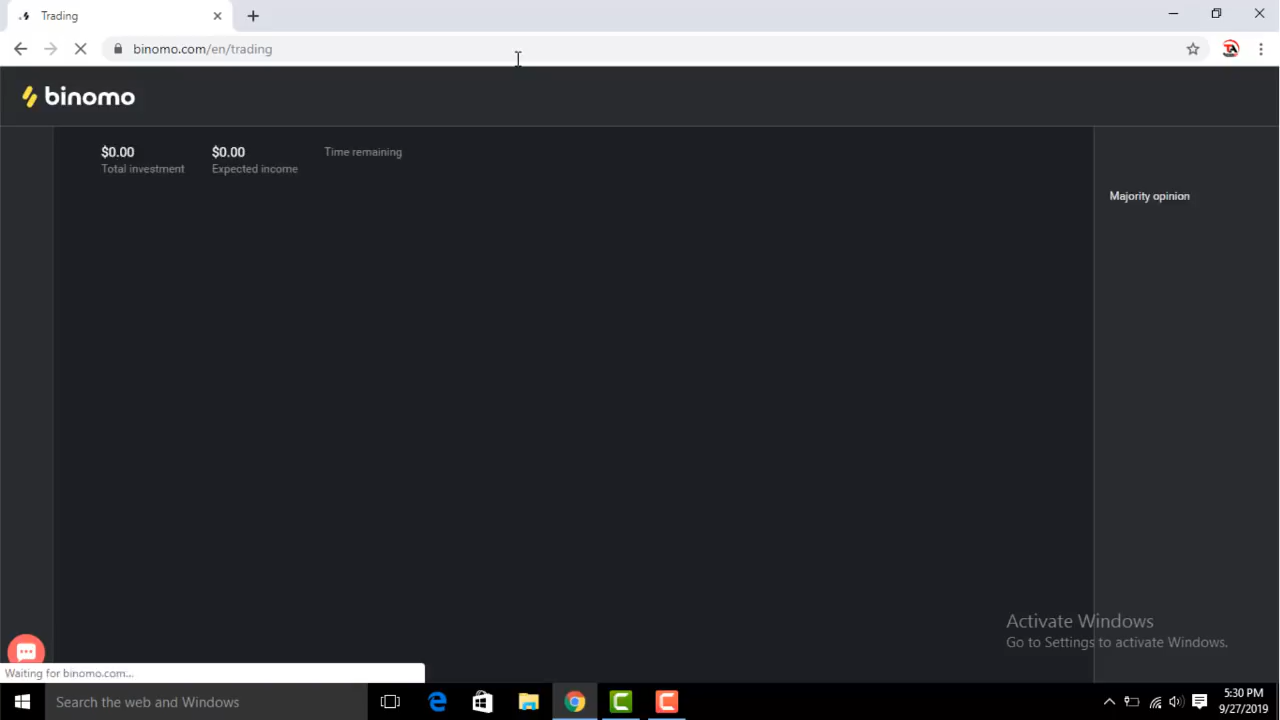 Trading
binomo.com/en/trading
binomo
$0.00
$0.00
Time remaining
Total investment
Expected income
Majority opinion
Activate Windows
Go to Settings to activate Windows.
Waiting for binomo.com...
Search the web and Windows
5:30 PM
9/27/2019